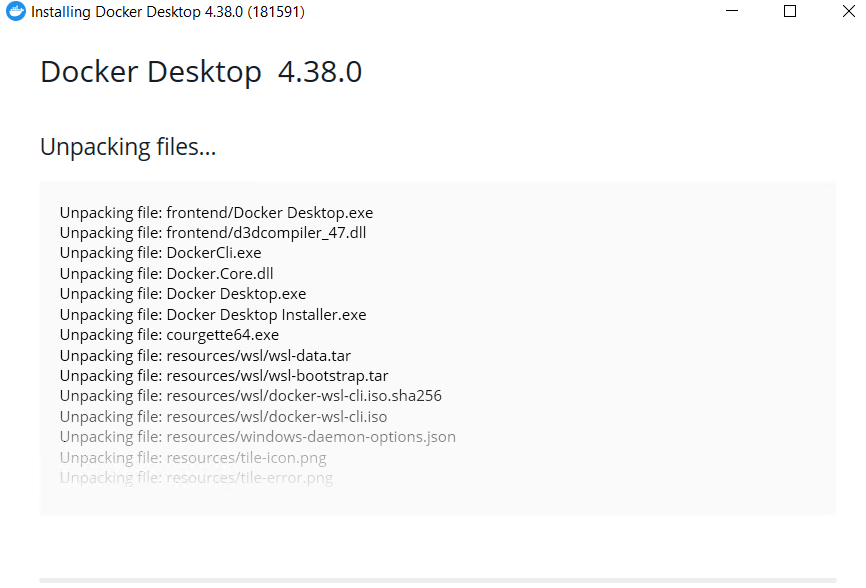 Installing Docker Desktop 4.38.0 (181591)
Docker Desktop 4.38.0
Unpacking files...
Unpacking file: frontend/Docker Desktop.exe
Unpacking file: frontend/d3dcompiler_47.dll
Unpacking file: DockerCli.exe
Unpacking file: Docker.Core.dll
Unpacking file: Docker Desktop.exe
Unpacking file: Docker Desktop Installer.exe
Unpacking file: courgette64.exe
Unpacking file: resources/wsl/wsl-data.tar
Unpacking file: resources/wsl/wsl-bootstrap.tar
Unpacking file: resources/wsl/docker-wsl-cli.iso.sha256
Unpacking file: resources/wsl/docker-wsl-cli.iso
Unpacking file: resources/windows-daemon-options.json
Unpacking file: resources/tile-icon.png
Unpacking file: resources/tile-error.png